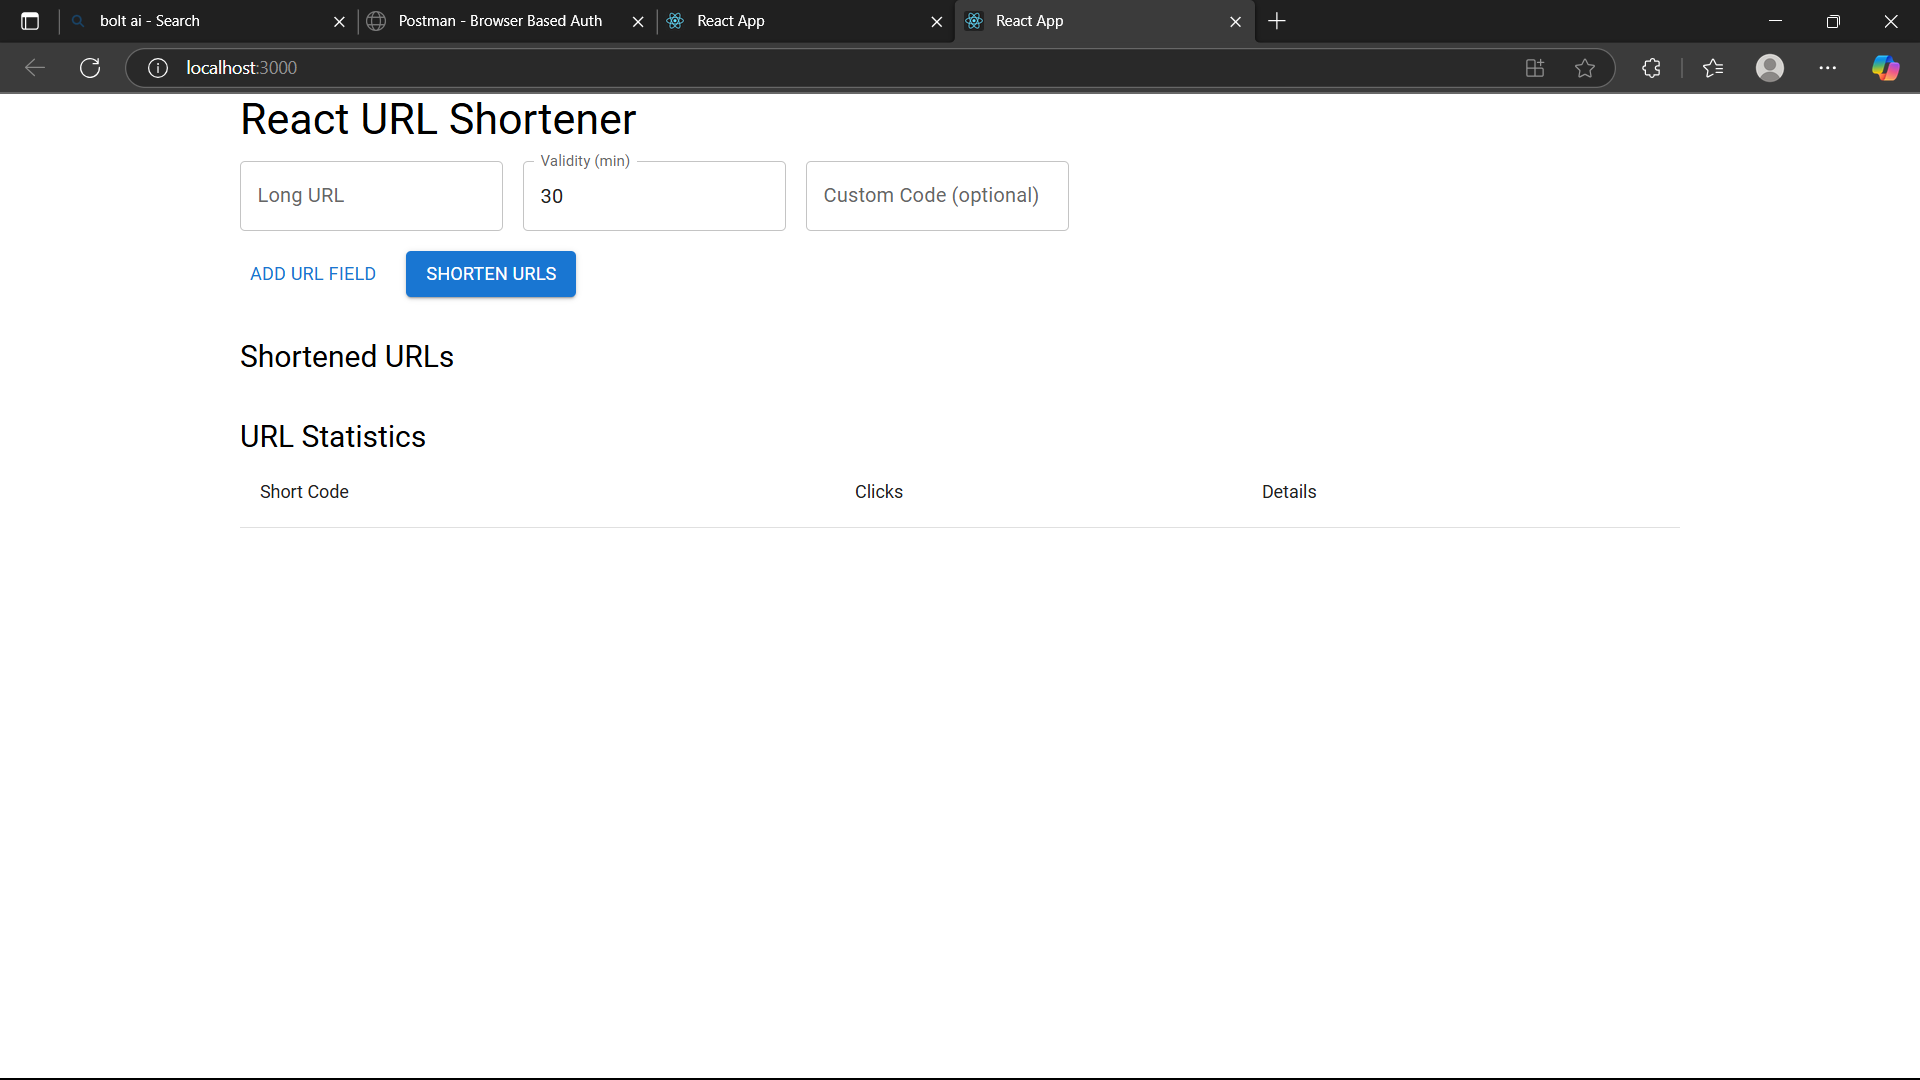 bolt ai - Search
Postman - Browser Based Auth
React App
React App
localhost:3000
React URL Shortener
Long URL
Validity (min)
30
Custom Code (optional)
ADD URL FIELD
SHORTEN URLS
Shortened URLs
URL Statistics
Short Code Clicks Details